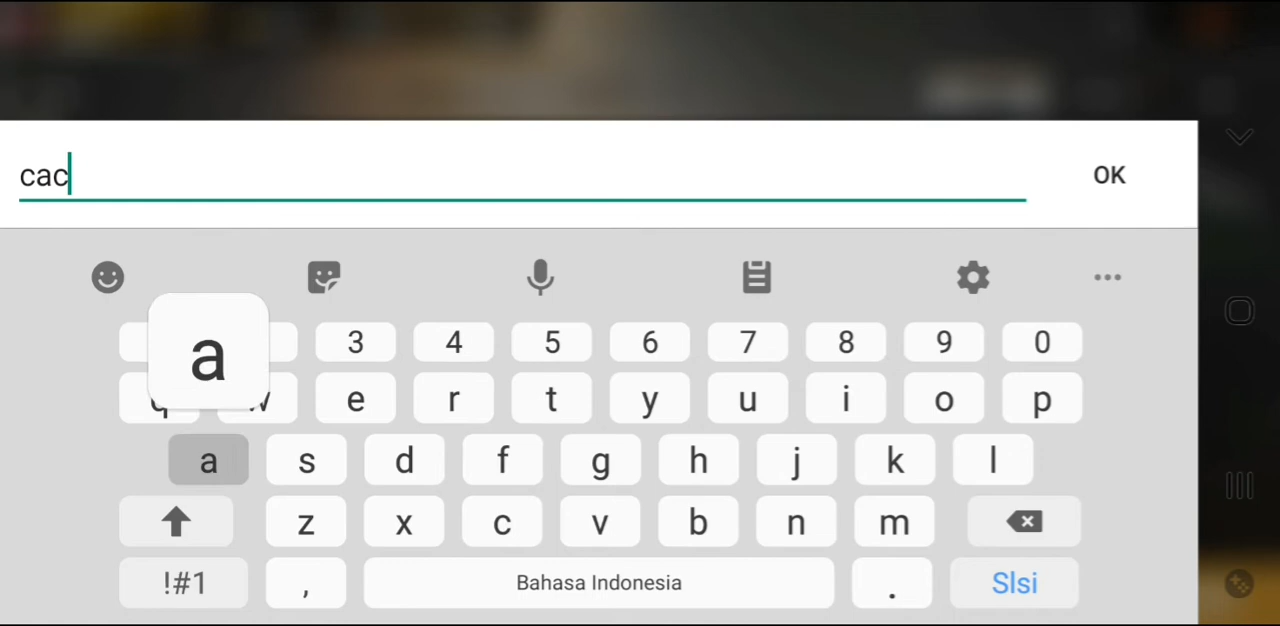 cac
OK
a
3 4 5 6 7 8 9 0
q w e r t y u i o p
a s d f g h j k l
z x c v b n m
!#1 , Bahasa Indonesia . Slsi